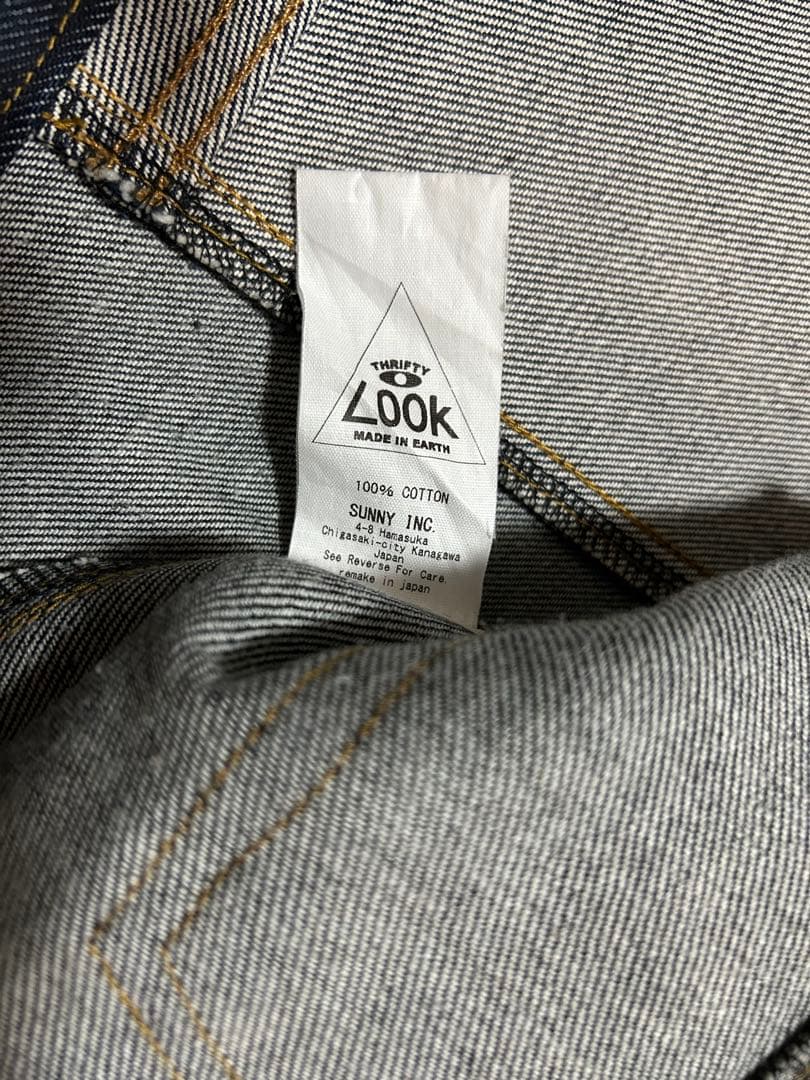 THRIFTY
LOOK
MADE IN EARTH
100% COTTON
SUNNY INC.
4-8 Hamasuka
Chigasaki-city Kanagawa
Japan
See Reverse For Care.
remake in japan